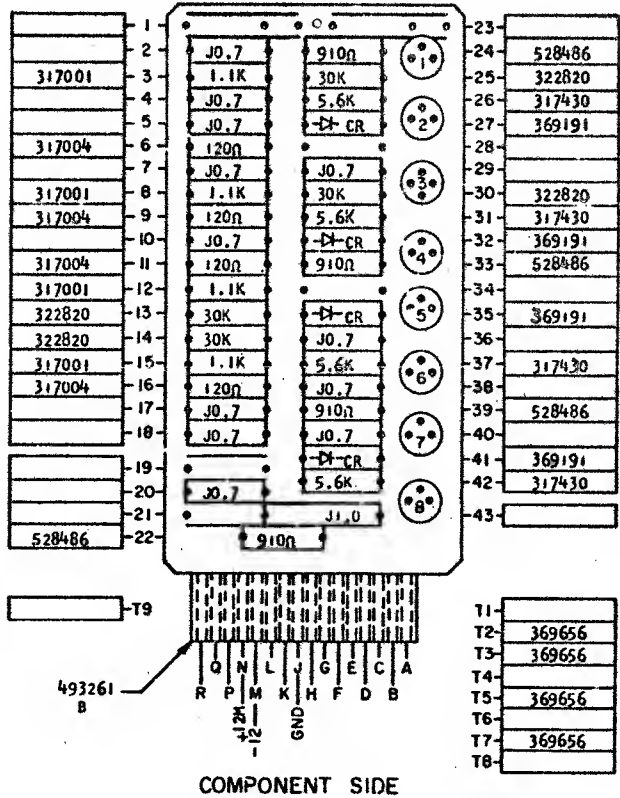 1 23
2 J0.7 910Ω 1 24 528486
317001 3 1.1K 30K 25 322820
4 J0.7 5.6K 2 26 317430
5 J0.7 CR 27 369191
317004 6 120Ω 28
7 J0.7 J0.7 3 29
317001 8 1.1K 30K 30 322820
317004 9 120Ω 5.6K 31 317430
10 J0.7 CR 4 32 369191
317004 11 120Ω 910Ω 33 528486
317001 12 1.1K 34
322820 13 30K CR 5 35 369191
322820 14 30K J0.7 36
317001 15 1.1K 5.6K 6 37 317430
317004 16 120Ω J0.7 38
17 J0.7 910Ω 39 528486
18 J0.7 J0.7 7 40
19 CR 41 369191
20 J0.7 5.6K 42 317430
21 J1.0 8 43
528486 22 910Ω
T9
T1
T2 369656
T3 369656
T4
T5 369656
T6
T7 369656
T8
R Q P N M L K J H G F E D C B A
+12M
-12
GND
493261
B
COMPONENT SIDE